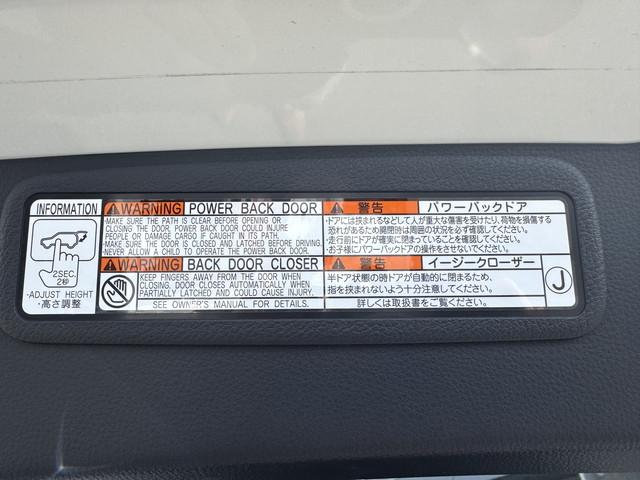 INFORMATION
2SEC.
2秒
・ADJUST HEIGHT
・高さ調整
WARNING POWER BACK DOOR
・MAKE SURE THE PATH IS CLEAR BEFORE OPENING OR
CLOSING THE DOOR. POWER BACK DOOR COULD INJURE
PEOPLE OR DAMAGE CARGO IF CAUGHT IN ITS PATH.
・MAKE SURE THE DOOR IS CLOSED AND LATCHED BEFORE DRIVING.
・NEVER ALLOW A CHILD TO OPERATE THE POWER BACK DOOR.
WARNING BACK DOOR CLOSER
KEEP FINGERS AWAY FROM THE DOOR WHEN
CLOSING. DOOR CLOSES AUTOMATICALLY WHEN
PARTIALLY LATCHED AND COULD CAUSE INJURY.
SEE OWNER'S MANUAL FOR DETAILS.
警告 パワーバックドア
・ドアには挟まれるなどして人が重大な傷害を受けたり、荷物を損傷する
恐れがあるため開閉時は周囲の状況を必ず確認してください。
・走行前にドアが確実に閉まっていることを確認してください。
・お子様にパワーバックドアの操作をさせないでください。
警告 イージークローザー
半ドア状態の時ドアが自動的に閉まるため、
指を挟まれないよう十分注意してください。
詳しくは取扱書をご覧ください。
J